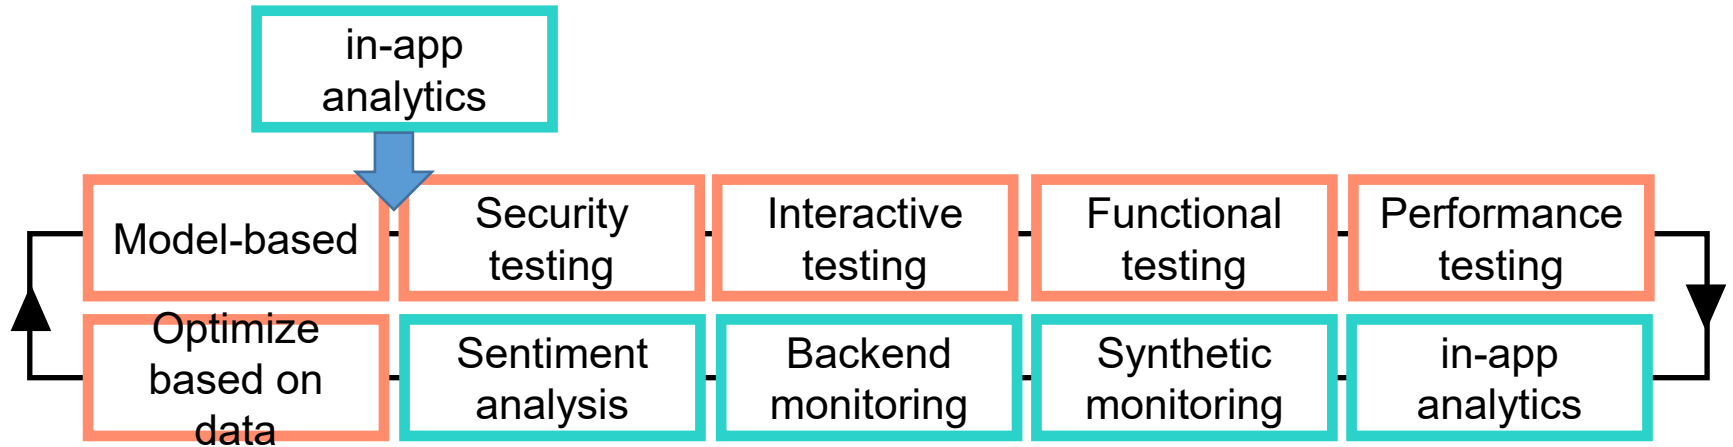 in-app
analytics
Model-based
Security
testing
Interactive
testing
Functional
testing
Performance
testing
Optimize
based on
data
Sentiment
analysis
Backend
monitoring
Synthetic
monitoring
in-app
analytics